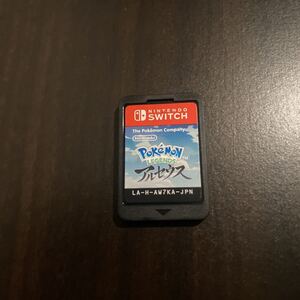 NINTENDO
SWITCH
The Pokémon Company
Nintendo
POKÉMON
LEGENDS
アルセウス
LA-H-AW7KA-JPN